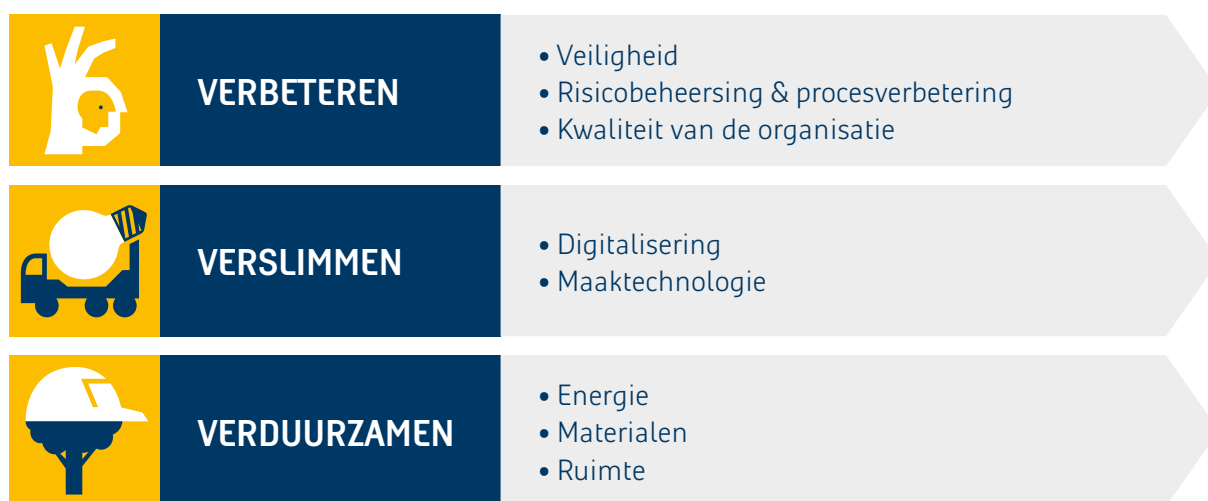 VERBETEREN
• Veiligheid
• Risicobeheersing & procesverbetering
• Kwaliteit van de organisatie
VERSLIMMEN
• Digitalisering
• Maaktechnologie
VERDUURZAMEN
• Energie
• Materialen
• Ruimte